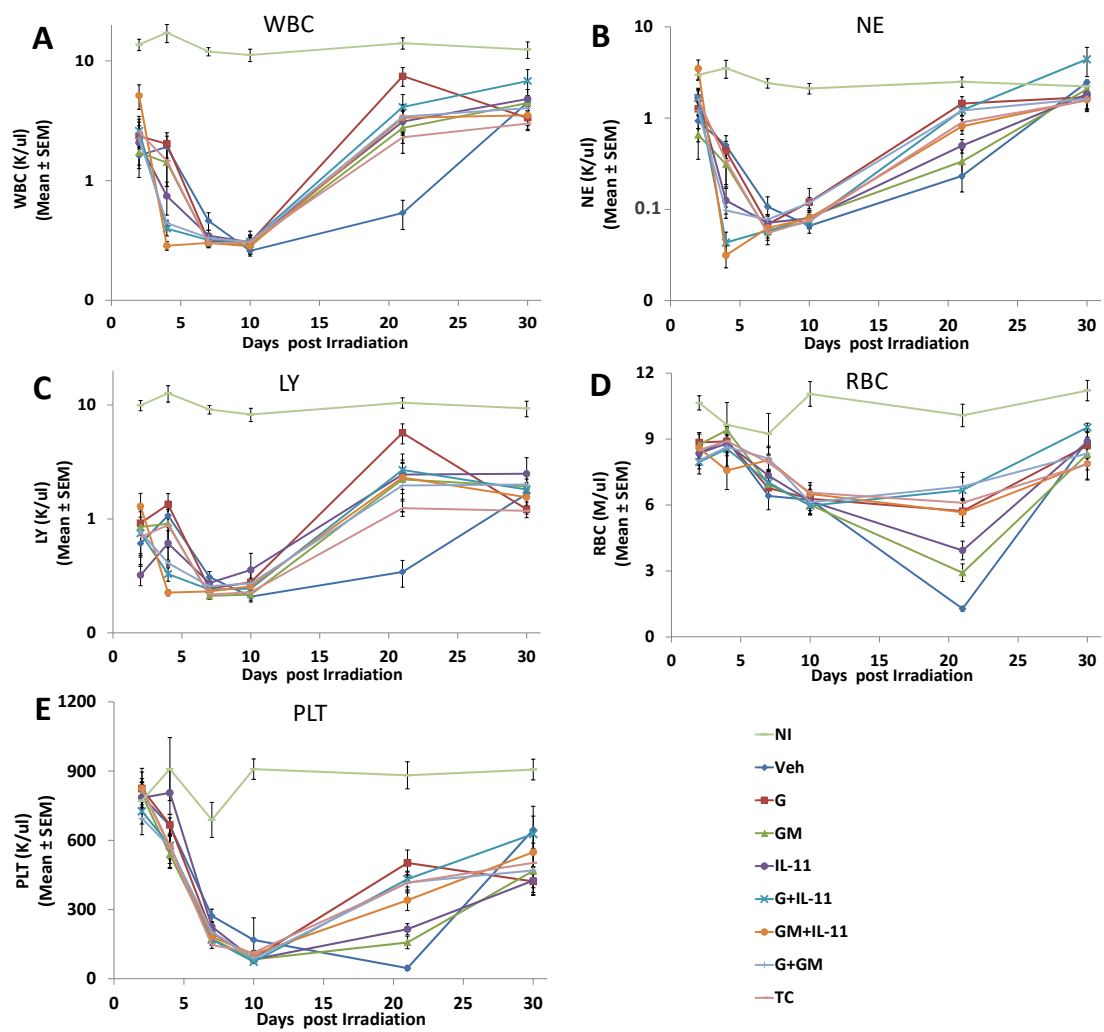 A
WBC
WBC (K/ul)
(Mean ± SEM)
10
1
0
0 5 10 15 20 25 30
Days post Irradiation
B
NE
NE (K/ul)
(Mean ± SEM)
10
1
0.1
0
0 5 10 15 20 25 30
Days post Irradiation
C
LY
LY (K/ul)
(Mean ± SEM)
10
1
0
0 5 10 15 20 25 30
Days post Irradiation
D
RBC
RBC (M/ul)
(Mean ± SEM)
12
9
6
3
0
0 5 10 15 20 25 30
Days post Irradiation
E
PLT
PLT (K/ul)
(Mean ± SEM)
1200
900
600
300
0
0 5 10 15 20 25 30
Days post Irradiation
NI
Veh
G
GM
IL-11
G+IL-11
GM+IL-11
G+GM
TC